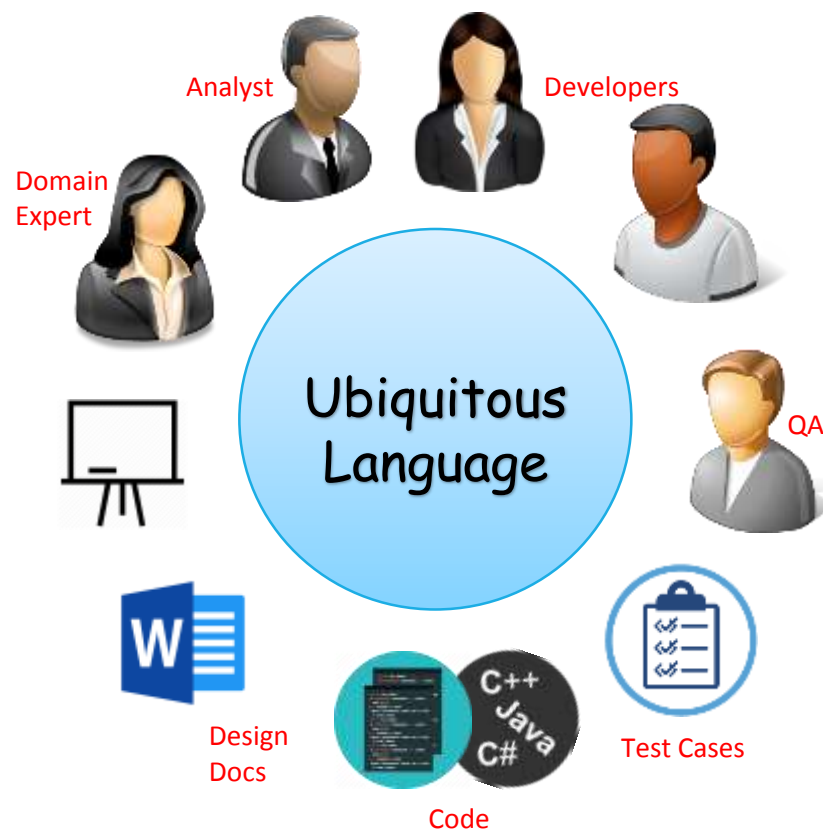 Analyst
Developers
Domain
Expert
QA
Ubiquitous
Language
W
Design
Docs
C++
Java
C#
Code
Test Cases